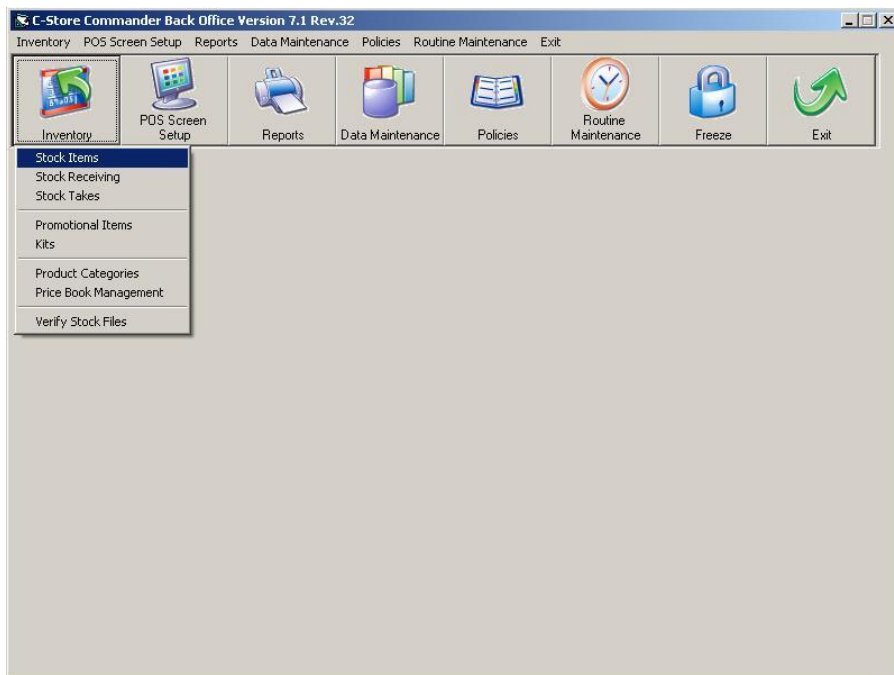 C-Store Commander Back Office Version 7.1 Rev.32
Inventory POS Screen Setup Reports Data Maintenance Policies Routine Maintenance Exit
Inventory
POS Screen
Setup
Reports
Data Maintenance
Policies
Routine
Maintenance
Freeze
Exit
Stock Items
Stock Receiving
Stock Takes
Promotional Items
Kits
Product Categories
Price Book Management
Verify Stock Files